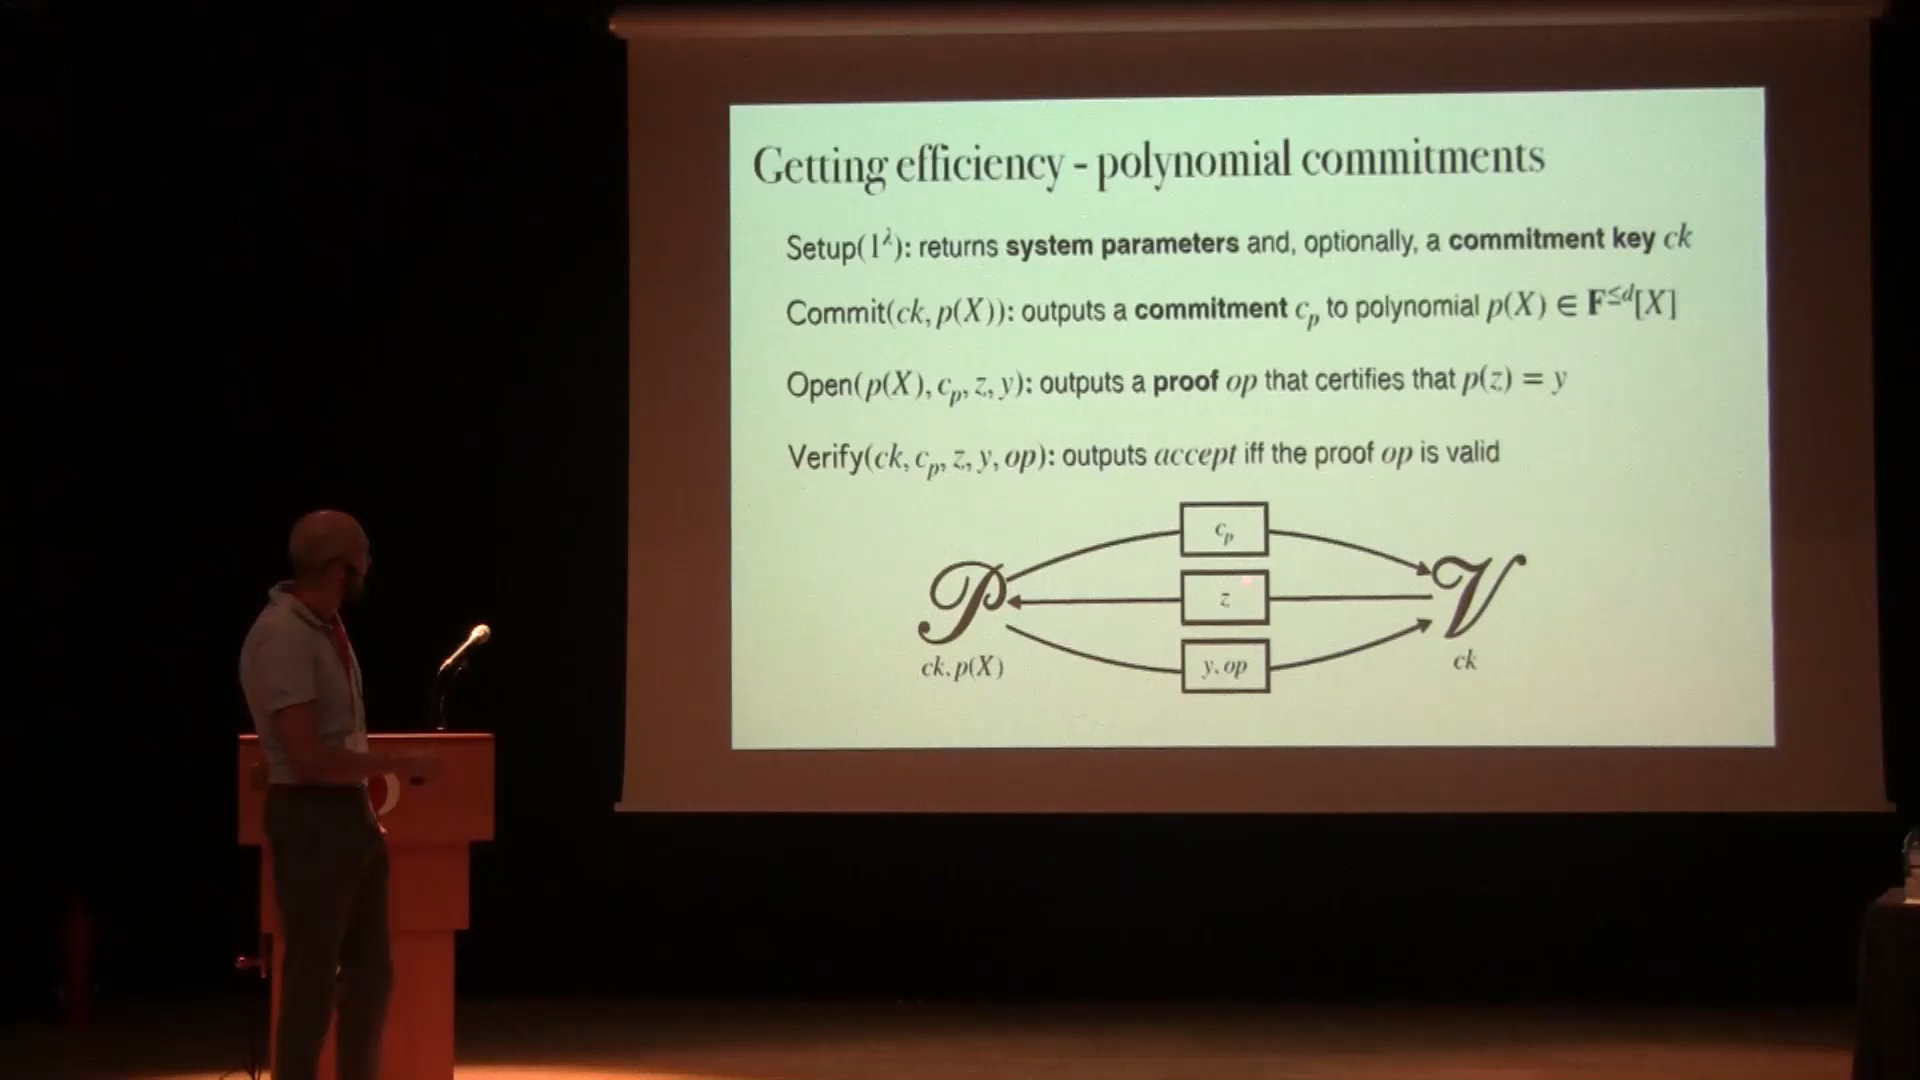 Getting efficiency - polynomial commitments
Setup(1^λ): returns system parameters and, optionally, a commitment key ck
Commit(ck, p(X)): outputs a commitment c_p to polynomial p(X) ∈ F^≤d[X]
Open(p(X), c_p, z, y): outputs a proof op that certifies that p(z) = y
Verify(ck, c_p, z, y, op): outputs accept iff the proof op is valid
c_p
𝒫 z 𝒱
ck, p(X) y, op ck